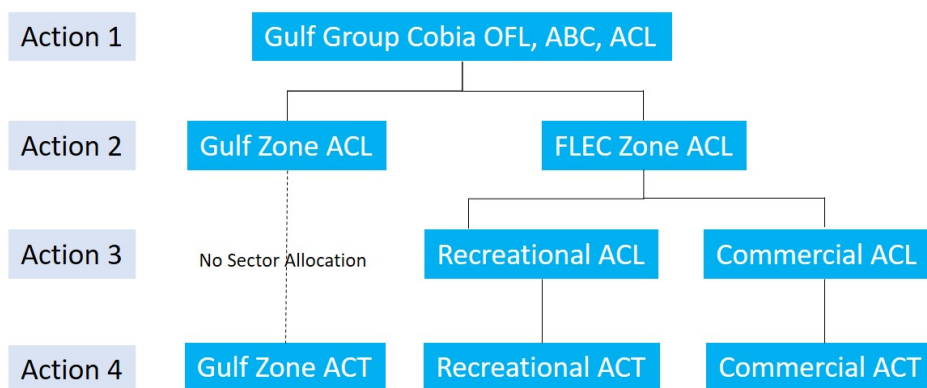 Action 1
Gulf Group Cobia OFL, ABC, ACL
Action 2
Gulf Zone ACL
FLEC Zone ACL
Action 3
No Sector Allocation
Recreational ACL
Commercial ACL
Action 4
Gulf Zone ACT
Recreational ACT
Commercial ACT